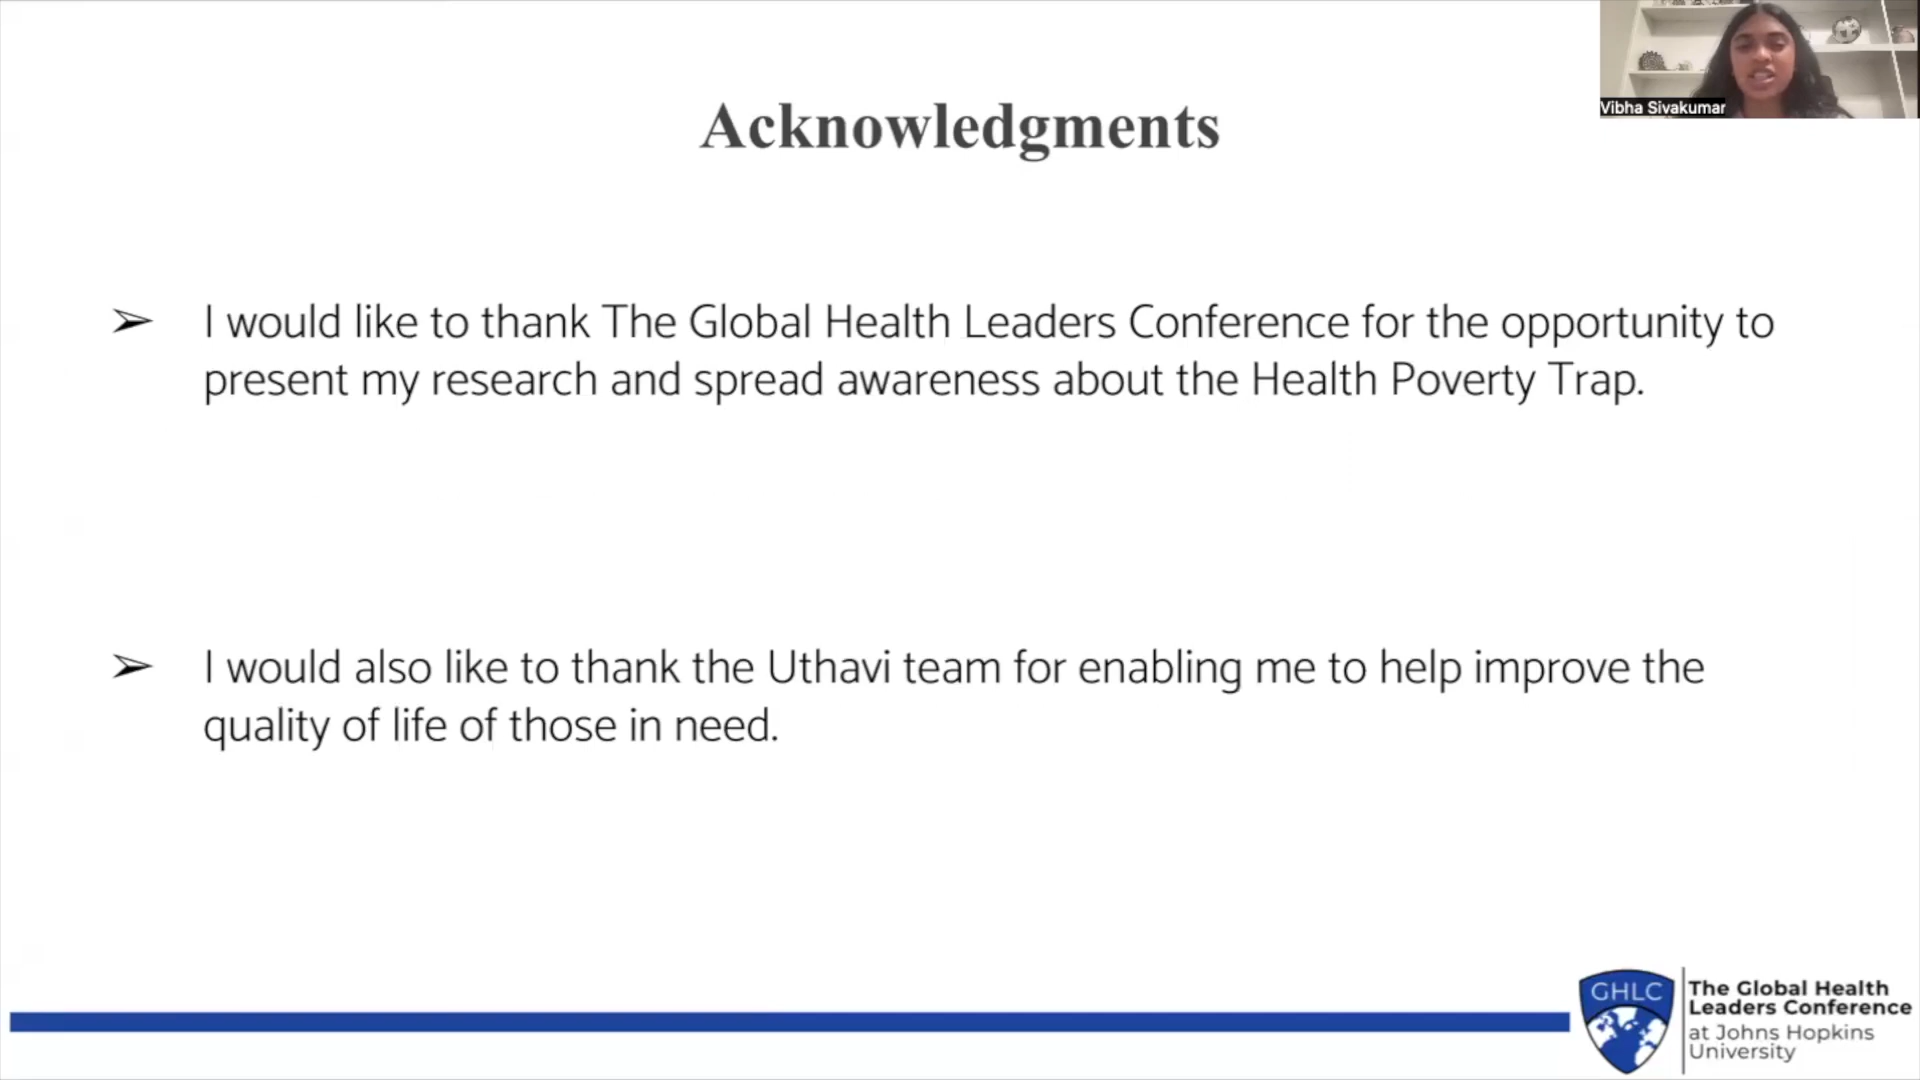 Vibha Sivakumar
Acknowledgments
➢ I would like to thank The Global Health Leaders Conference for the opportunity to
present my research and spread awareness about the Health Poverty Trap.
➢ I would also like to thank the Uthavi team for enabling me to help improve the
quality of life of those in need.
GHLC
The Global Health
Leaders Conference
at Johns Hopkins
University